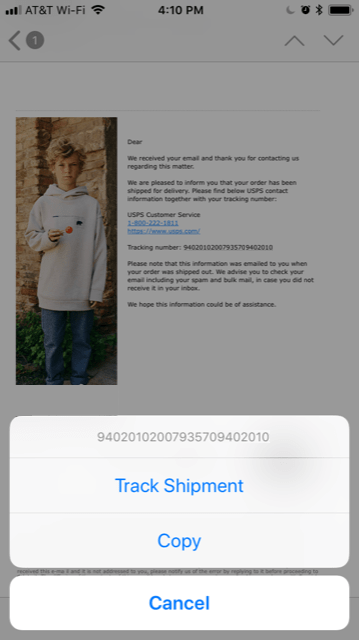 AT&T Wi-Fi 4:10 PM
1
Dear
We received your email and thank you for contacting us
regarding this matter.
We are pleased to inform you that your order has been
shipped for delivery. Please find below USPS contact
information together with your tracking number:
USPS Customer Service
1-800-222-1811
https://www.usps.com/
Tracking number: 94020102007935709402010
Please note that this information was emailed to you when
your order was shipped out. We advise you to check your
email including your spam and bulk mail, in case you did not
receive it in your inbox.
We hope this information could be of assistance.
94020102007935709402010
Track Shipment
Copy
received this e-mail and it is not addressed to you, please notify us of the error by replying to it before proceeding to
Cancel